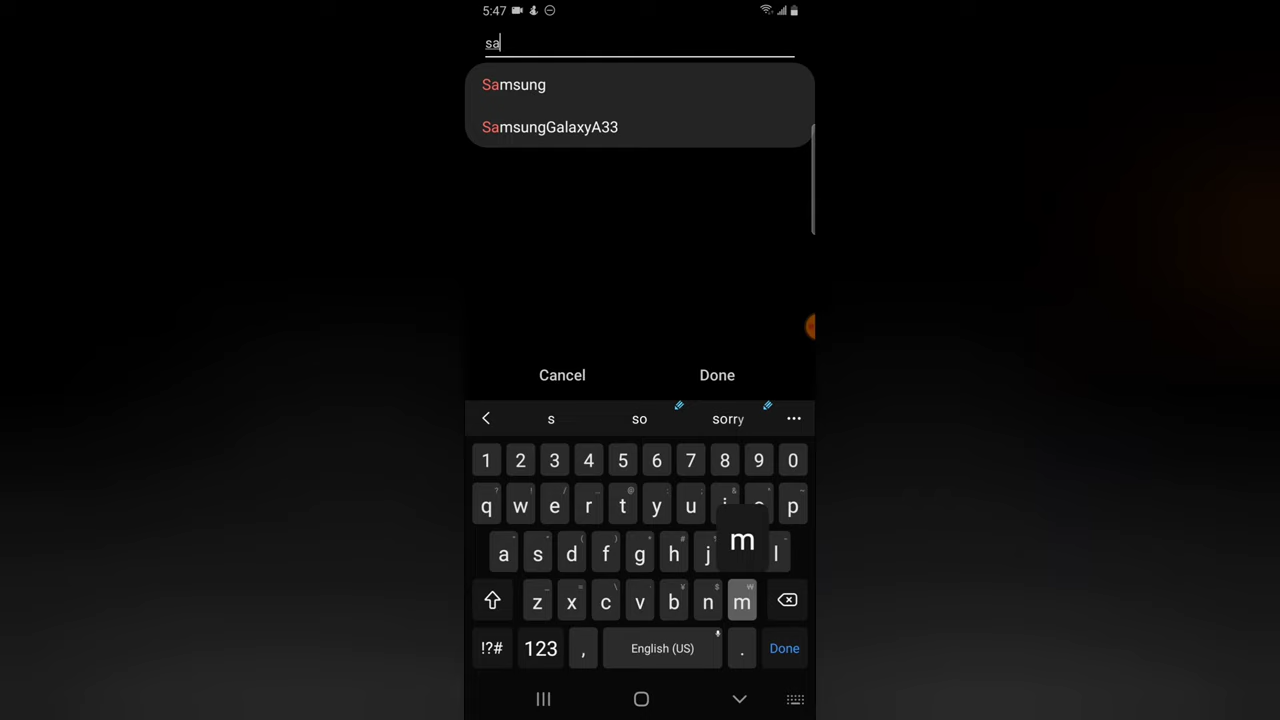 5:47
sa
Samsung
SamsungGalaxyA33
Cancel Done
s so sorry
1 2 3 4 5 6 7 8 9 0
q w e r t y u p
a s d f g h j m l
z x c v b n m
!?# 123 , English (US) . Done